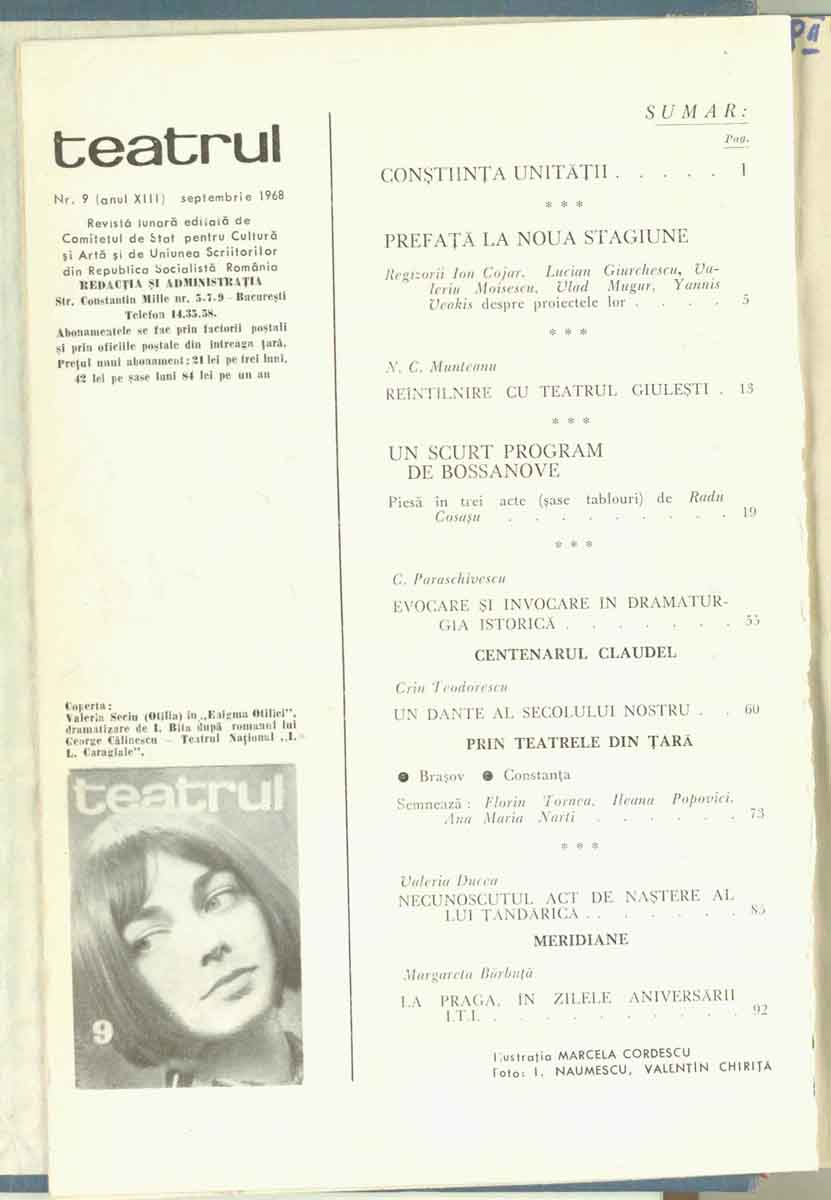 teatrul
Nr. 9 (anul XIII) septembrie 1968
Revistă lunară editată de
Comitetul de Stat pentru Cultură
și Artă și de Uniunea Scriitorilor
din Republica Socialistă România
REDACȚIA ȘI ADMINISTRAȚIA
Str. Constantin Mille nr. 5-7-9 - București
Telefon 14.35.58.
Abonamentele se fac prin factorii poștali
și prin oficiile poștale din întreaga țară.
Prețul unui abonament: 21 lei pe trei luni,
42 lei pe șase luni 84 lei pe un an
Coperta:
Valeria Seciu (Otilia) în „Enigma Otiliei",
dramatizare de I. Bita după romanul lui
George Călinescu — Teatrul Național „I.
L. Caragiale".
teatrul
9
SUMAR:
Pag.
CONȘTIINȚA UNITĂȚII . . . . . 1
* * *
PREFAȚĂ LA NOUA STAGIUNE
Regizorii Ion Cojar, Lucian Giurchescu, Va-
leriu Moisescu, Vlad Mugur, Yannis
Veakis despre proiectele lor . . . . 5
* * *
N. C. Munteanu
REÎNTÎLNIRE CU TEATRUL GIULEȘTI . 13
* * *
UN SCURT PROGRAM
DE BOSSANOVE
Piesă în trei acte (șase tablouri) de Radu
Cosașu . . . . . . . . . 19
* * *
C. Paraschivescu
EVOCARE ȘI INVOCARE IN DRAMATUR-
GIA ISTORICĂ . . . . . . . 55
CENTENARUL CLAUDEL
Crin Teodorescu
UN DANTE AL SECOLULUI NOSTRU . . 60
PRIN TEATRELE DIN ȚARĂ
● Brașov ● Constanța
Semnează: Florin Tornea, Ileana Popovici,
Ana Maria Narti . . . . . . 73
* * *
Valeria Ducea
NECUNOSCUTUL ACT DE NAȘTERE AL
LUI ȚĂNDĂRICĂ . . . . . . . 85
MERIDIANE
Margareta Bărbuță
LA PRAGA, ÎN ZILELE ANIVERSĂRII
I.T.I. . . . . . . . . . . 92
Ilustrația MARCELA CORDESCU
Foto: I. NAUMESCU, VALENTIN CHIRIȚĂ